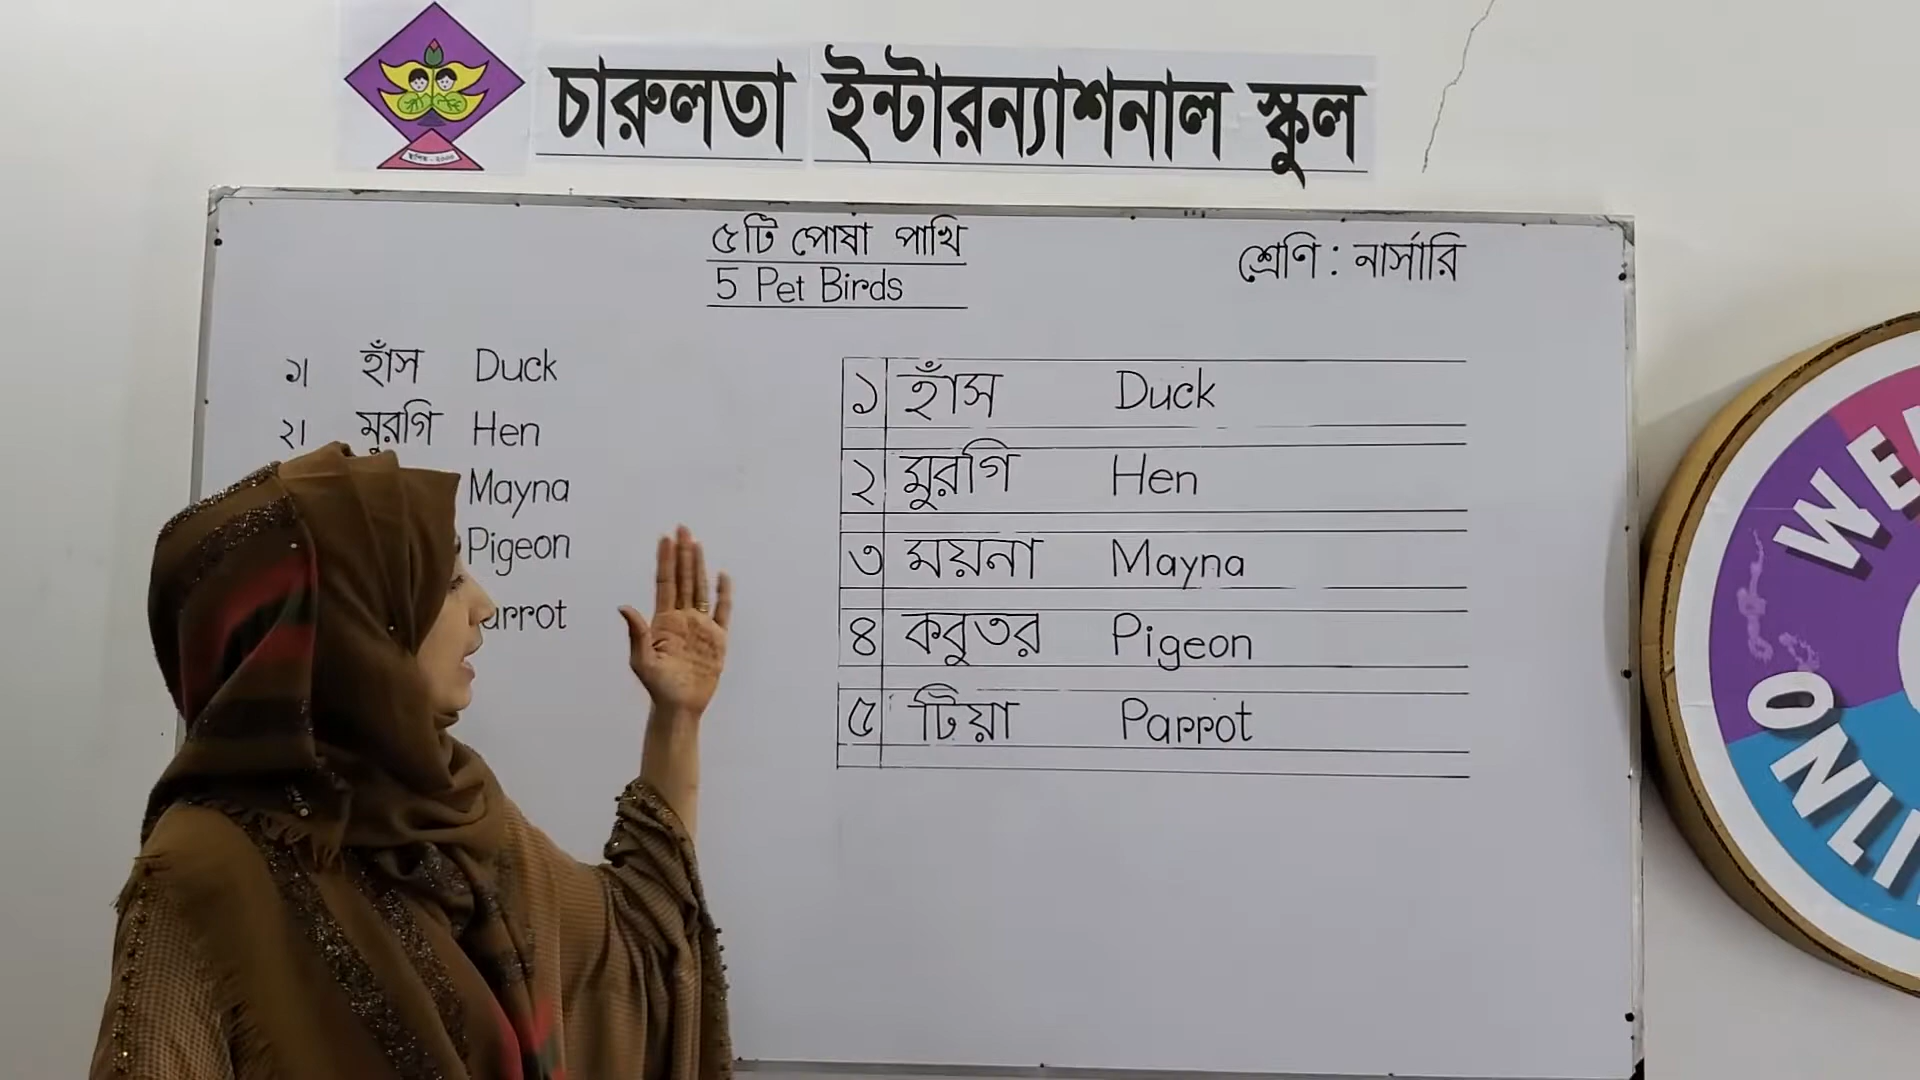 চারুলতা ইন্টারন্যাশনাল স্কুল
৫টি পোষা পাখি
5 Pet Birds
শ্রেণি : নার্সারি
১। হাঁস Duck
২। মুরগি Hen
Mayna
Pigeon
arrot
১ হাঁস Duck
২ মুরগি Hen
৩ ময়না Mayna
৪ কবুতর Pigeon
৫ টিয়া Parrot